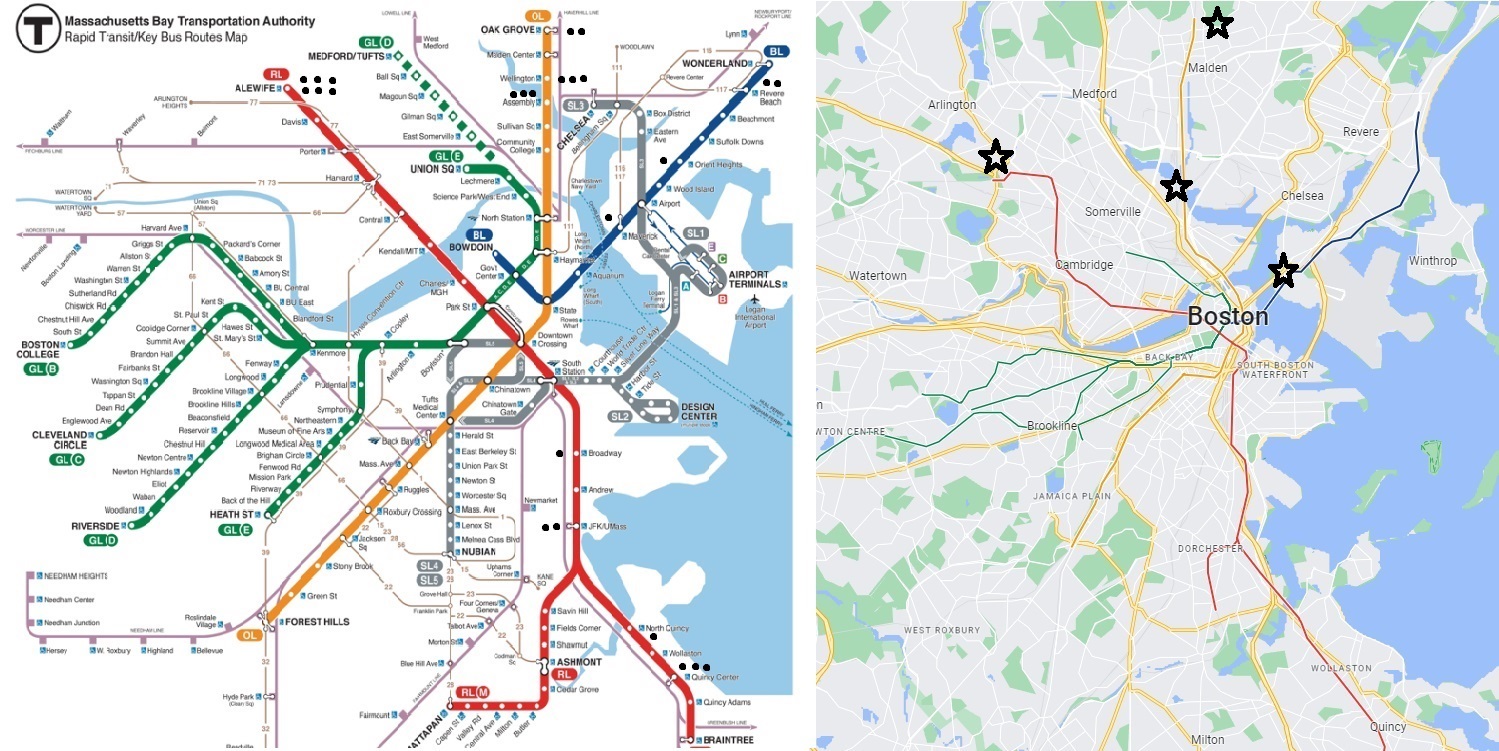 T
Massachusetts Bay Transportation Authority
Rapid Transit/Key Bus Routes Map
LOWELL LINE
West
Medford
GL D
MEDFORD/TUFTS
Ball Sq
Magoun Sq
Gilman Sq
East Somerville
GL E
UNION SQ
Lechmere
Science Park/West End
North Station
OL
OAK GROVE
Malden Center
Wellington
Assembly
Sullivan Sq
Community
College
HAVERHILL LINE
NEWBURYPORT/
ROCKPORT LINE
Lynn
WOODLAWN
111
116
117
Revere Center
BL
WONDERLAND
Revere
Beach
Beachmont
Suffolk Downs
Orient Heights
Wood Island
Airport
Maverick
Aquarium
SL3
CHELSEA
Bellingham Sq
Box District
Eastern
Ave
RL
ALEWIFE
Davis
Porter
Harvard
Central
Kendall/MIT
Charles/
MGH
Park St
ARLINGTON
HEIGHTS
77
Waltham
Waverley
Belmont
FITCHBURG LINE
73
71
71 73
WATERTOWN
SQ
WATERTOWN
YARD
57
Union Sq
(Allston)
66
WORCESTER LINE
Newtonville
Boston Landing
Harvard Ave
Griggs St
Allston St
Warren St
Washington St
Sutherland Rd
Chiswick Rd
Chestnut Hill Ave
South St
BOSTON
COLLEGE
GL B
Packard's Corner
Babcock St
Amory St
BU Central
BU East
Blandford St
Kent St
St. Paul St
Coolidge Corner
Summit Ave
Brandon Hall
Fairbanks St
Washington Sq
Tappan St
Dean Rd
Englewood Ave
CLEVELAND
CIRCLE
GL C
Hawes St
St. Mary's St
Fenway
Longwood
Brookline Village
Brookline Hills
Beaconsfield
Reservoir
Chestnut Hill
Newton Centre
Newton Highlands
Eliot
Waban
Woodland
RIVERSIDE
GL D
Kenmore
Lansdowne
Hynes Convention Ctr
Copley
Arlington
Boylston
Prudential
Symphony
Northeastern
Museum of Fine Arts
Longwood Medical Area
Brigham Circle
Fenwood Rd
Mission Park
Riverway
Back of the Hill
HEATH ST
GL E
BL
BOWDOIN
Govt
Center
Haymarket
State
Downtown
Crossing
South
Station
Chinatown
Chinatown
Gate
Tufts
Medical
Center
Back Bay
Mass. Ave
Ruggles
Roxbury Crossing
Jackson
Sq
Stony Brook
Green St
FOREST HILLS
OL
Herald St
East Berkeley St
Union Park St
Newton St
Worcester Sq
Mass. Ave
Lenox St
Melnea Cass Blvd
NUBIAN
SL4
SL5
Newmarket
Uphams
Corner
KANE
SQ
Grove Hall
Franklin Park
Four Corners/
Geneva
Talbot Ave
Morton St
Blue Hill Ave
Fairmount
Courthouse
World Trade Ctr
Silver Line Way
Harbor St
Tide St
SL2
DESIGN
CENTER
SL1
AIRPORT
TERMINALS
A
B
C
E
Logan
International
Airport
Logan
Ferry
Terminal
Long
Wharf
(North)
Long
Wharf
(South)
Rowes
Wharf
Charlestown
Navy Yard
Broadway
Andrew
JFK/UMass
Savin Hill
Fields Corner
Shawmut
ASHMONT
RL
Cedar Grove
RL M
MATTAPAN
Capen St
Valley Rd
Central Ave
Milton
Butler
North Quincy
Wollaston
Quincy Center
Quincy Adams
GREENBUSH LINE
BRAINTREE
NEEDHAM HEIGHTS
Needham Center
Needham Junction
NEEDHAM LINE
Hersey
W. Roxbury
Highland
Bellevue
Roslindale
Village
Hyde Park
(Clean Sq)
Readville
Malden
Medford
Arlington
Revere
Chelsea
Somerville
Winthrop
Cambridge
Watertown
Boston
BACK BAY
SOUTH BOSTON
WATERFRONT
Brookline
WTON CENTRE
JAMAICA PLAIN
DORCHESTER
WEST ROXBURY
WOLLASTON
Quincy
Milton